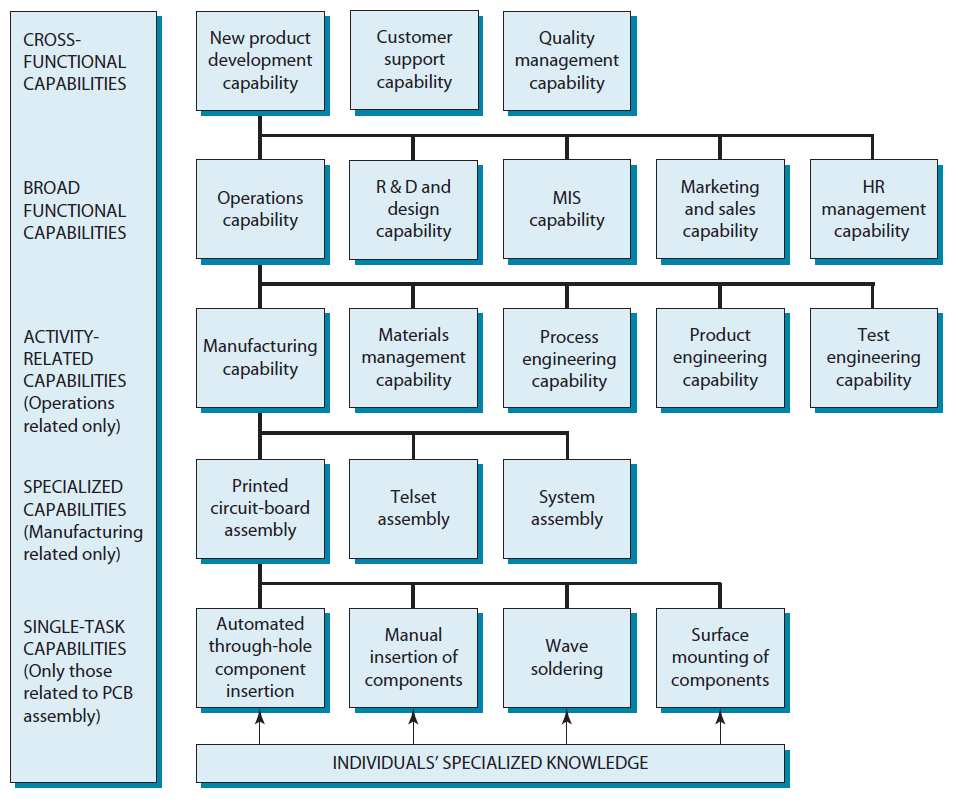 CROSS-
FUNCTIONAL
CAPABILITIES
New product
development
capability
Customer
support
capability
Quality
management
capability
BROAD
FUNCTIONAL
CAPABILITIES
Operations
capability
R & D and
design
capability
MIS
capability
Marketing
and sales
capability
HR
management
capability
ACTIVITY-
RELATED
CAPABILITIES
(Operations
related only)
Manufacturing
capability
Materials
management
capability
Process
engineering
capability
Product
engineering
capability
Test
engineering
capability
SPECIALIZED
CAPABILITIES
(Manufacturing
related only)
Printed
circuit-board
assembly
Telset
assembly
System
assembly
SINGLE-TASK
CAPABILITIES
(Only those
related to PCB
assembly)
Automated
through-hole
component
insertion
Manual
insertion of
components
Wave
soldering
Surface
mounting of
components
INDIVIDUALS’ SPECIALIZED KNOWLEDGE